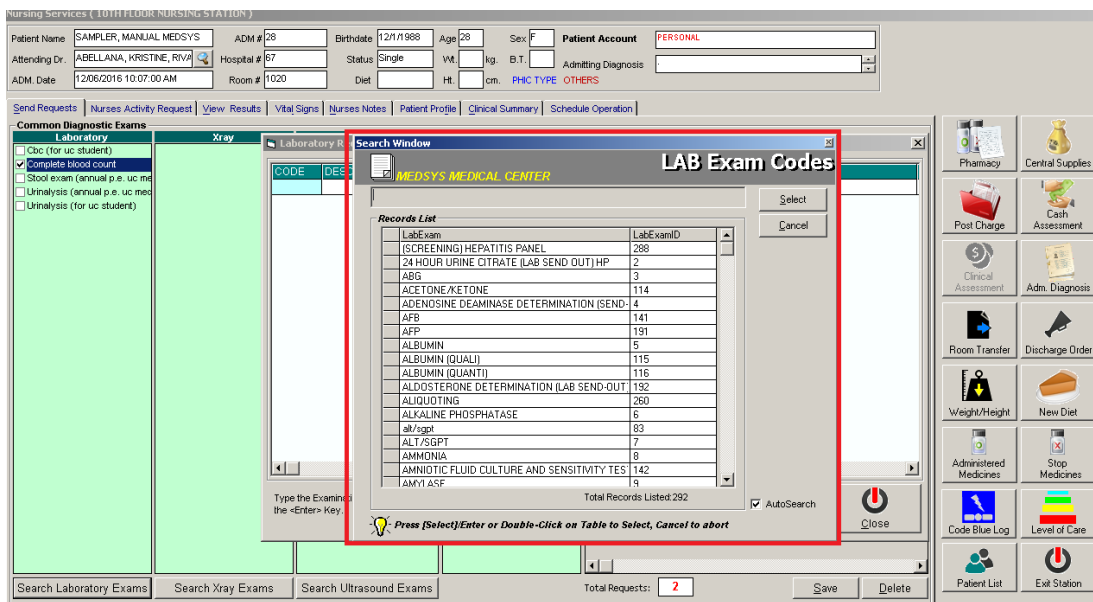 Nursing Services ( 10TH FLOOR NURSING STATION )
Patient Name SAMPLER, MANUAL MEDSYS ADM # 28 Birthdate 12/1/1988 Age 28 Sex F Patient Account PERSONAL
Attending Dr. ABELLANA, KRISTINE, RIVA Hospital # 67 Status Single Wt. kg. B.T. Admitting Diagnosis .
ADM. Date 12/06/2016 10:07:00 AM Room # 1020 Diet Ht. cm. PHIC TYPE OTHERS
Send Requests Nurses Activity Request View Results Vital Signs Nurses Notes Patient Profile Clinical Summary Schedule Operation
Common Diagnostic Exams
Laboratory Xray
Cbc (for uc student)
Complete blood count
Stool exam (annual p.e. uc me
Urinalysis (annual p.e. uc med
Urinalysis (for uc student)
Laboratory R
CODE DESC
Type the Examinati
the <Enter> Key.
Close
Search Window
LAB Exam Codes
MEDSYS MEDICAL CENTER
Select
Cancel
Records List
LabExam LabExamID
(SCREENING) HEPATITIS PANEL 288
24 HOUR URINE CITRATE (LAB SEND OUT) HP 2
ABG 3
ACETONE/KETONE 114
ADENOSINE DEAMINASE DETERMINATION (SEND- 4
AFB 141
AFP 191
ALBUMIN 5
ALBUMIN (QUALI) 115
ALBUMIN (QUANTI) 116
ALDOSTERONE DETERMINATION (LAB SEND-OUT 192
ALIQUOTING 260
ALKALINE PHOSPHATASE 6
alt/sgpt 83
ALT/SGPT 7
AMMONIA 8
AMNIOTIC FLUID CULTURE AND SENSITIVITY TES 142
AMYLASE 9
Total Records Listed:292
AutoSearch
Press [Select]/Enter or Double-Click on Table to Select, Cancel to abort
Search Laboratory Exams Search Xray Exams Search Ultrasound Exams Total Requests: 2 Save Delete
Pharmacy Central Supplies
Post Charge Cash Assessment
Clinical Assessment Adm. Diagnosis
Room Transfer Discharge Order
Weight/Height New Diet
Administered Medicines Stop Medicines
Code Blue Log Level of Care
Patient List Exit Station